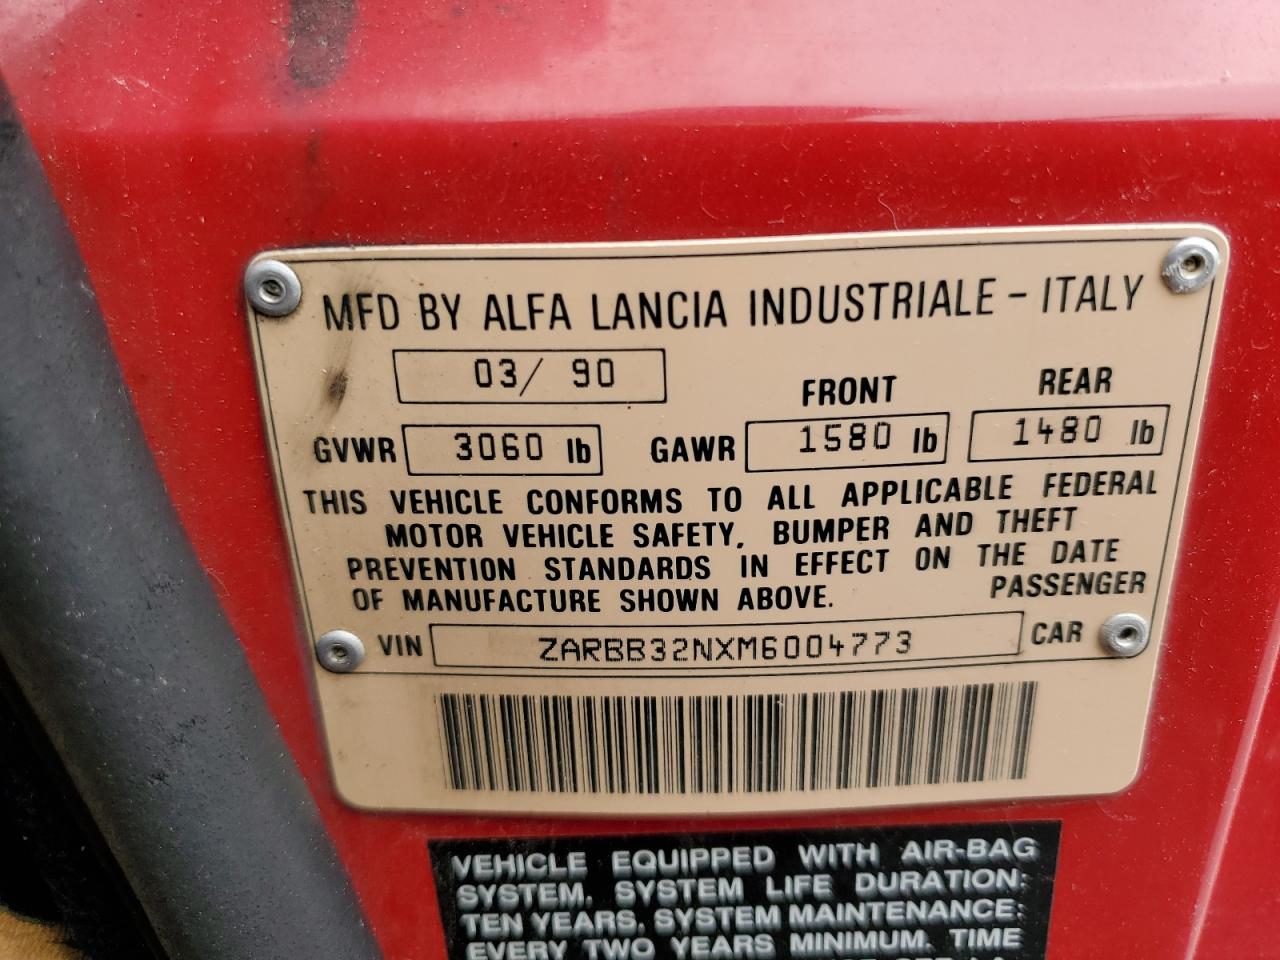 MFD BY ALFA LANCIA INDUSTRIALE - ITALY
03/ 90
FRONT REAR
GVWR 3060 lb GAWR 1580 lb 1480 lb
THIS VEHICLE CONFORMS TO ALL APPLICABLE FEDERAL
MOTOR VEHICLE SAFETY, BUMPER AND THEFT
PREVENTION STANDARDS IN EFFECT ON THE DATE
OF MANUFACTURE SHOWN ABOVE. PASSENGER
VIN ZARBB32NXM6004773 CAR
VEHICLE EQUIPPED WITH AIR-BAG
SYSTEM. SYSTEM LIFE DURATION:
TEN YEARS. SYSTEM MAINTENANCE:
EVERY TWO YEARS MINIMUM. TIME